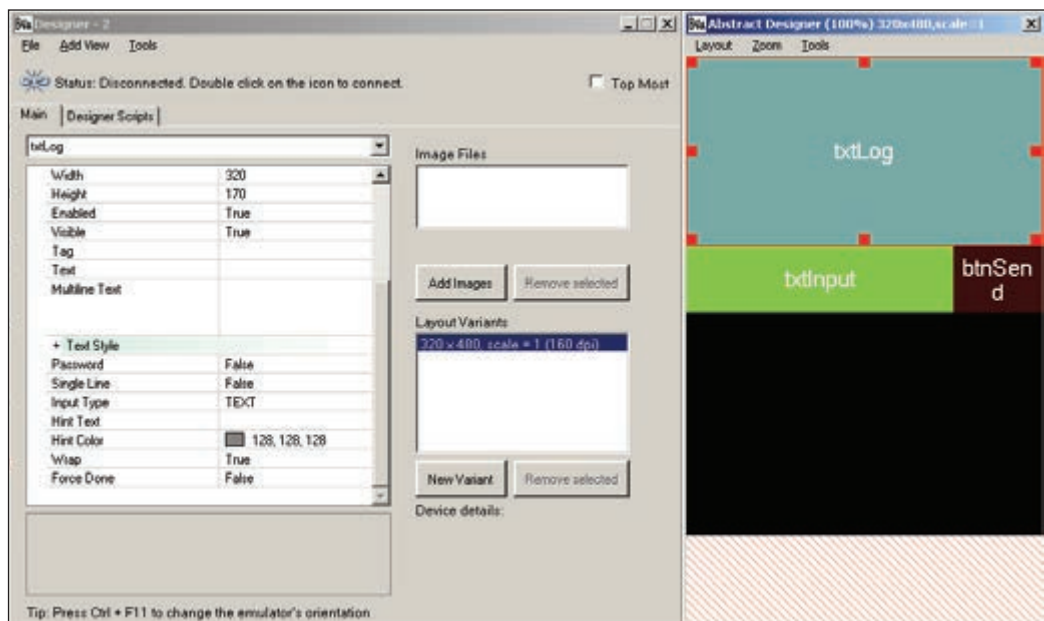 Designer - 2
File Add View Tools
Status: Disconnected. Double click on the icon to connect.
Top Most
Main Designer Scripts
txtLog
Width 320
Height 170
Enabled True
Visible True
Tag
Text
Multiline Text
+ Text Style
Password False
Single Line False
Input Type TEXT
Hint Text
Hint Color 128, 128, 128
Wrap True
Force Done False
Image Files
Add Images Remove selected
Layout Variants
320 x 480, scale = 1 (160 dpi)
New Variant Remove selected
Device details:
Tip: Press Ctrl + F11 to change the emulator's orientation
Abstract Designer (100%) 320x480,scale=1
Layout Zoom Tools
txtLog
txtInput
btnSen
d